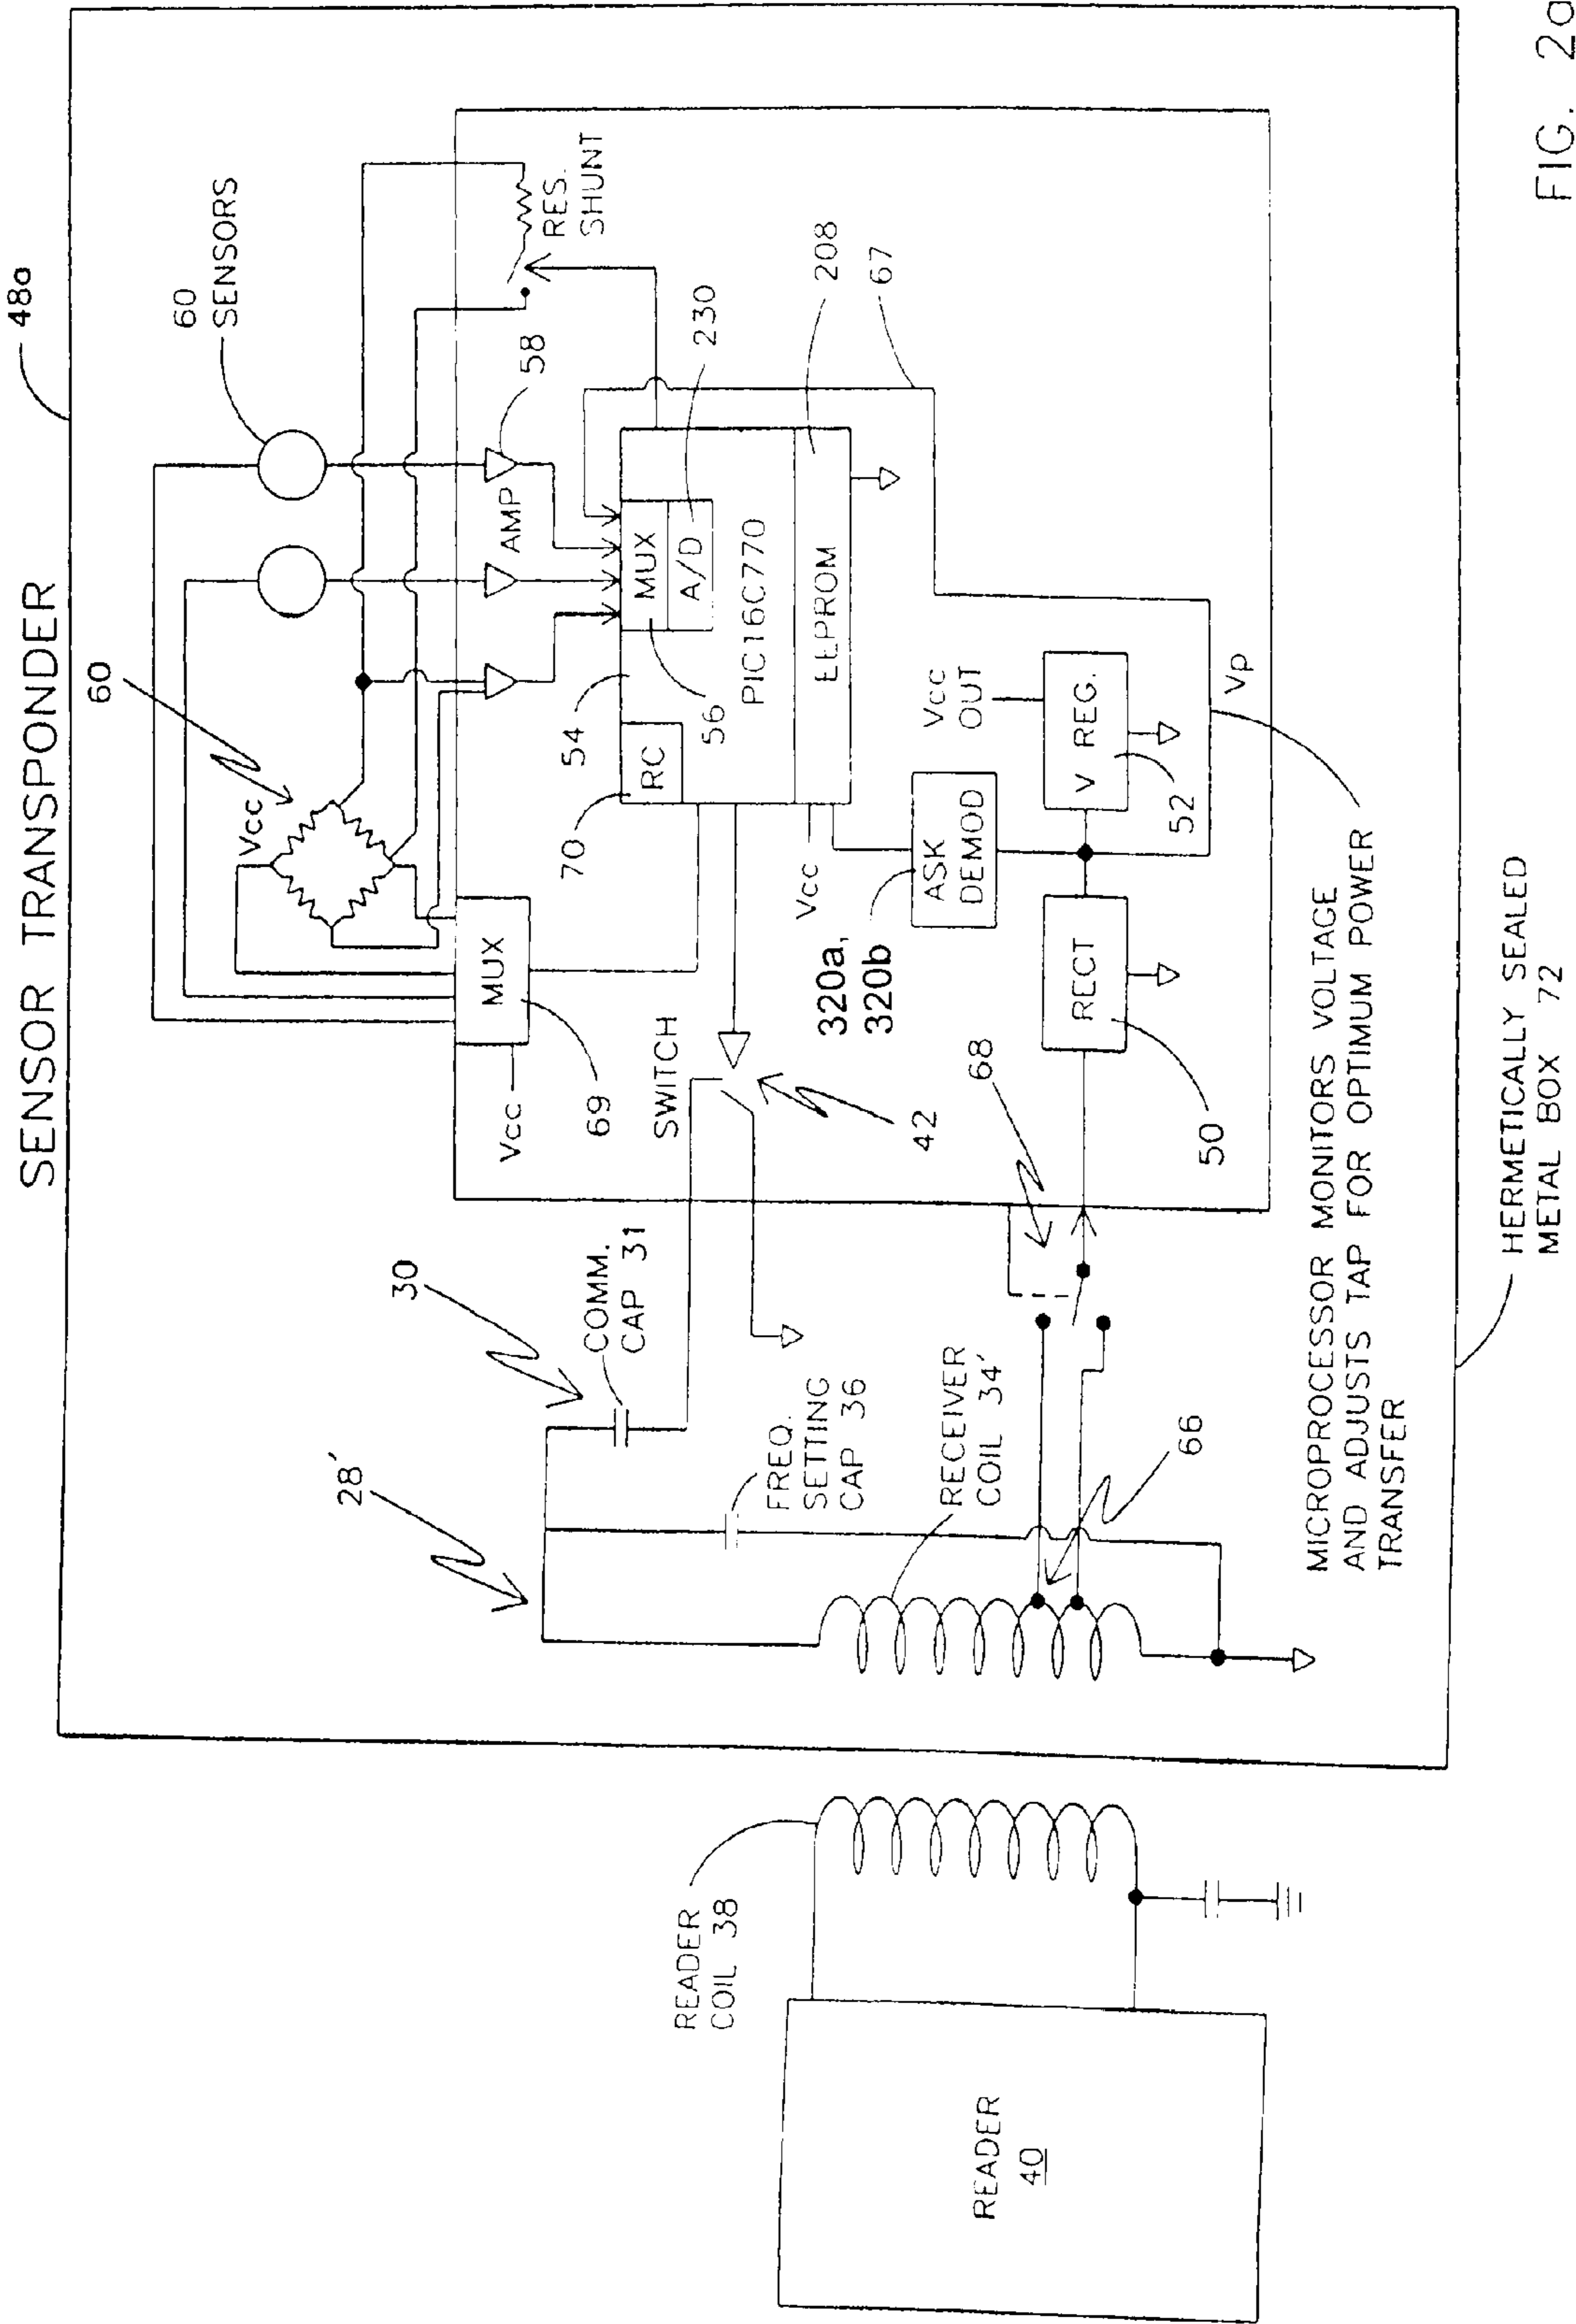 SENSOR TRANSPONDER
48a
60
SENSORS
60
Vcc
RES.
SHUNT
58
AMP
MUX
69
Vcc
54
RC
70
MUX
A/D
56
230
PIC16C770
EEPROM
208
67
SWITCH
42
Vcc
320a,
320b
ASK
DEMOD
Vcc
OUT
V REG.
52
Vp
RECT
50
68
30
COMM.
CAP 31
28'
FREQ.
SETTING
CAP 36
RECEIVER
COIL 34'
66
MICROPROCESSOR MONITORS VOLTAGE
AND ADJUSTS TAP FOR OPTIMUM POWER
TRANSFER
HERMETICALLY SEALED
METAL BOX 72
READER
COIL 38
READER
40
FIG. 2a